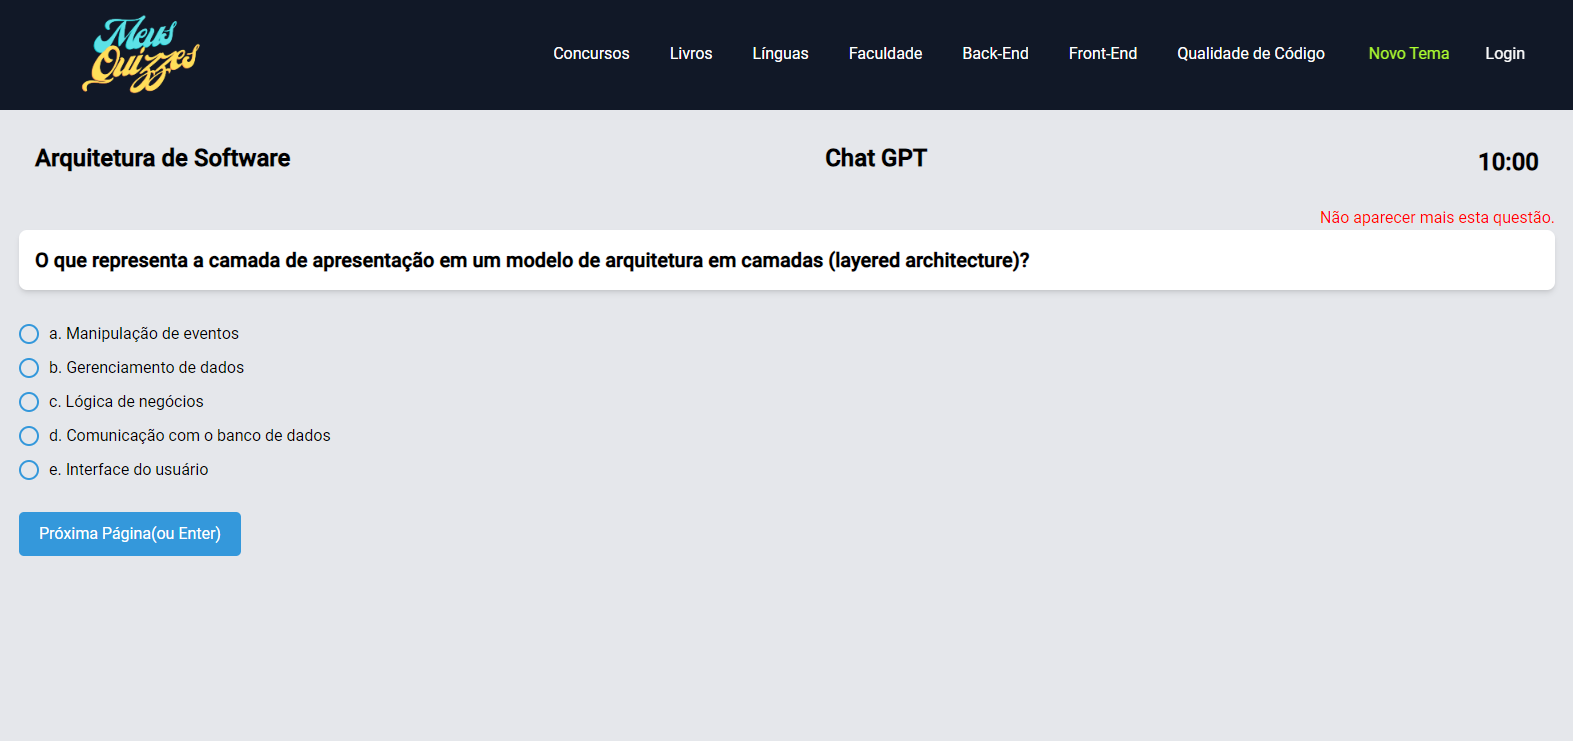 Meus
Quizzes
Concursos Livros Línguas Faculdade Back-End Front-End Qualidade de Código Novo Tema Login
Arquitetura de Software Chat GPT 10:00
Não aparecer mais esta questão.
O que representa a camada de apresentação em um modelo de arquitetura em camadas (layered architecture)?
a. Manipulação de eventos
b. Gerenciamento de dados
c. Lógica de negócios
d. Comunicação com o banco de dados
e. Interface do usuário
Próxima Página(ou Enter)